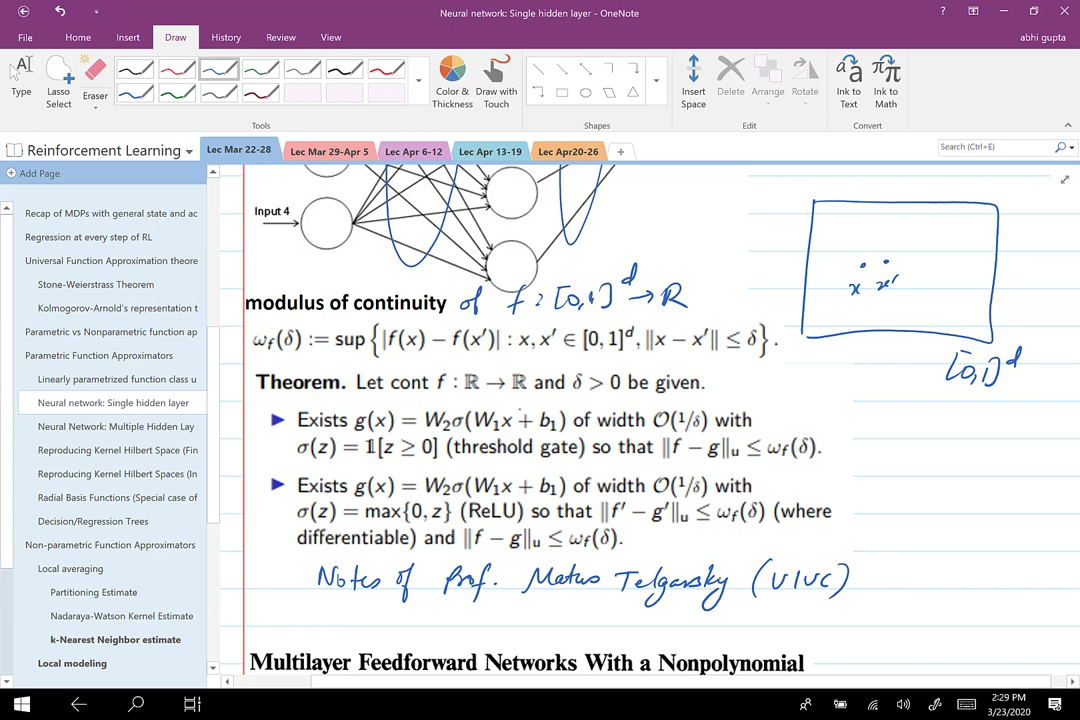 Neural network: Single hidden layer - OneNote
?
File Home Insert Draw History Review View
abhi gupta
Type
Lasso Select
Eraser
Color & Thickness
Draw with Touch
Insert Space
Delete
Arrange
Rotate
Ink to Text
Ink to Math
Tools
Shapes
Edit
Convert
Reinforcement Learning
Lec Mar 22-28
Lec Mar 29-Apr 5
Lec Apr 6-12
Lec Apr 13-19
Lec Apr20-26
+
Search (Ctrl+E)
Add Page
Recap of MDPs with general state and ac
Regression at every step of RL
Universal Function Approximation theore
Stone-Weierstrass Theorem
Kolmogorov-Arnold's representation t
Parametric vs Nonparametric function ap
Parametric Function Approximators
Linearly parametrized function class u
Neural network: Single hidden layer
Neural Network: Multiple Hidden Lay
Reproducing Kernel Hilbert Space (Fin
Reproducing Kernel Hilbert Spaces (In
Radial Basis Functions (Special case of
Decision/Regression Trees
Non-parametric Function Approximators
Local averaging
Partitioning Estimate
Nadaraya-Watson Kernel Estimate
k-Nearest Neighbor estimate
Local modeling
Input 4
modulus of continuity of f : [0,1]^d → ℝ
ω_f(δ) := sup { |f(x) − f(x′)| : x, x′ ∈ [0, 1]^d, ‖x − x′‖ ≤ δ } .
Theorem. Let cont f : ℝ → ℝ and δ > 0 be given.
▶ Exists g(x) = W₂σ(W₁x + b₁) of width 𝒪(1/δ) with
σ(z) = 𝟙[z ≥ 0] (threshold gate) so that ‖f − g‖_u ≤ ω_f(δ).
▶ Exists g(x) = W₂σ(W₁x + b₁) of width 𝒪(1/δ) with
σ(z) = max{0, z} (ReLU) so that ‖f′ − g′‖_u ≤ ω_f(δ) (where
differentiable) and ‖f − g‖_u ≤ ω_f(δ).
Notes of Prof. Matus Telgarsky (UIUC)
Multilayer Feedforward Networks With a Nonpolynomial
x x′
[0,1]^d
2:29 PM
3/23/2020